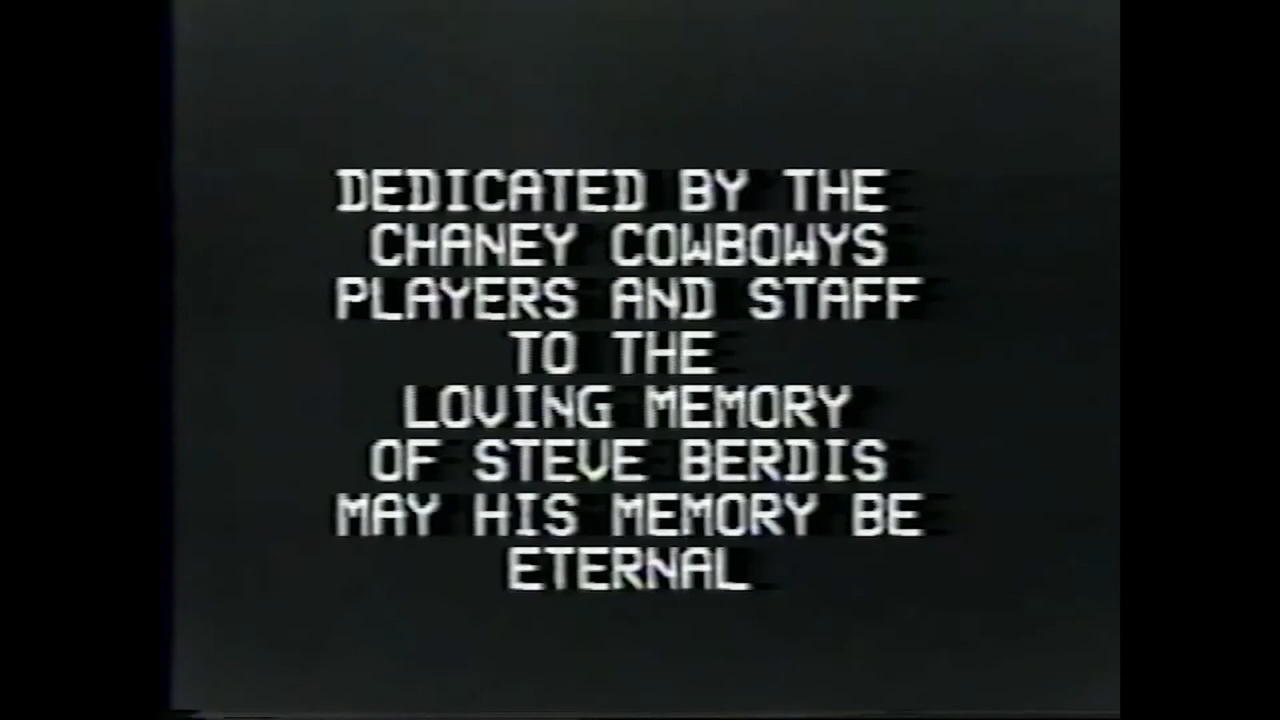 DEDICATED BY THE
CHANEY COWBOWYS
PLAYERS AND STAFF
TO THE
LOVING MEMORY
OF STEVE BERDIS
MAY HIS MEMORY BE
ETERNAL